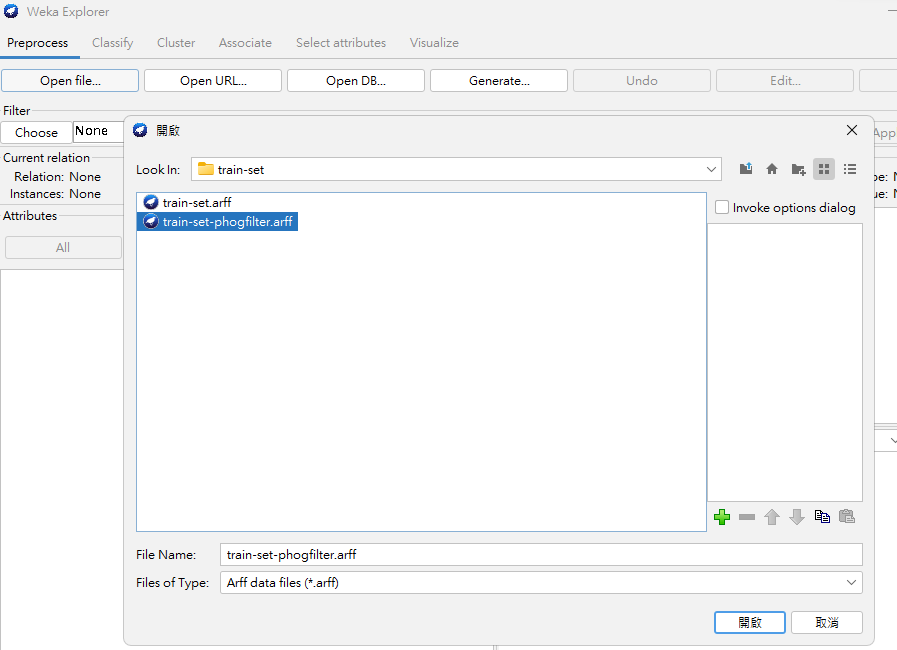 Weka Explorer
Preprocess Classify Cluster Associate Select attributes Visualize
Open file... Open URL... Open DB... Generate... Undo Edit...
Filter
Choose None Appl
開啟
Current relation
Relation: None
Instances: None
Attributes
All
Look In: train-set
train-set.arff
train-set-phogfilter.arff
Invoke options dialog
File Name: train-set-phogfilter.arff
Files of Type: Arff data files (*.arff)
開啟 取消